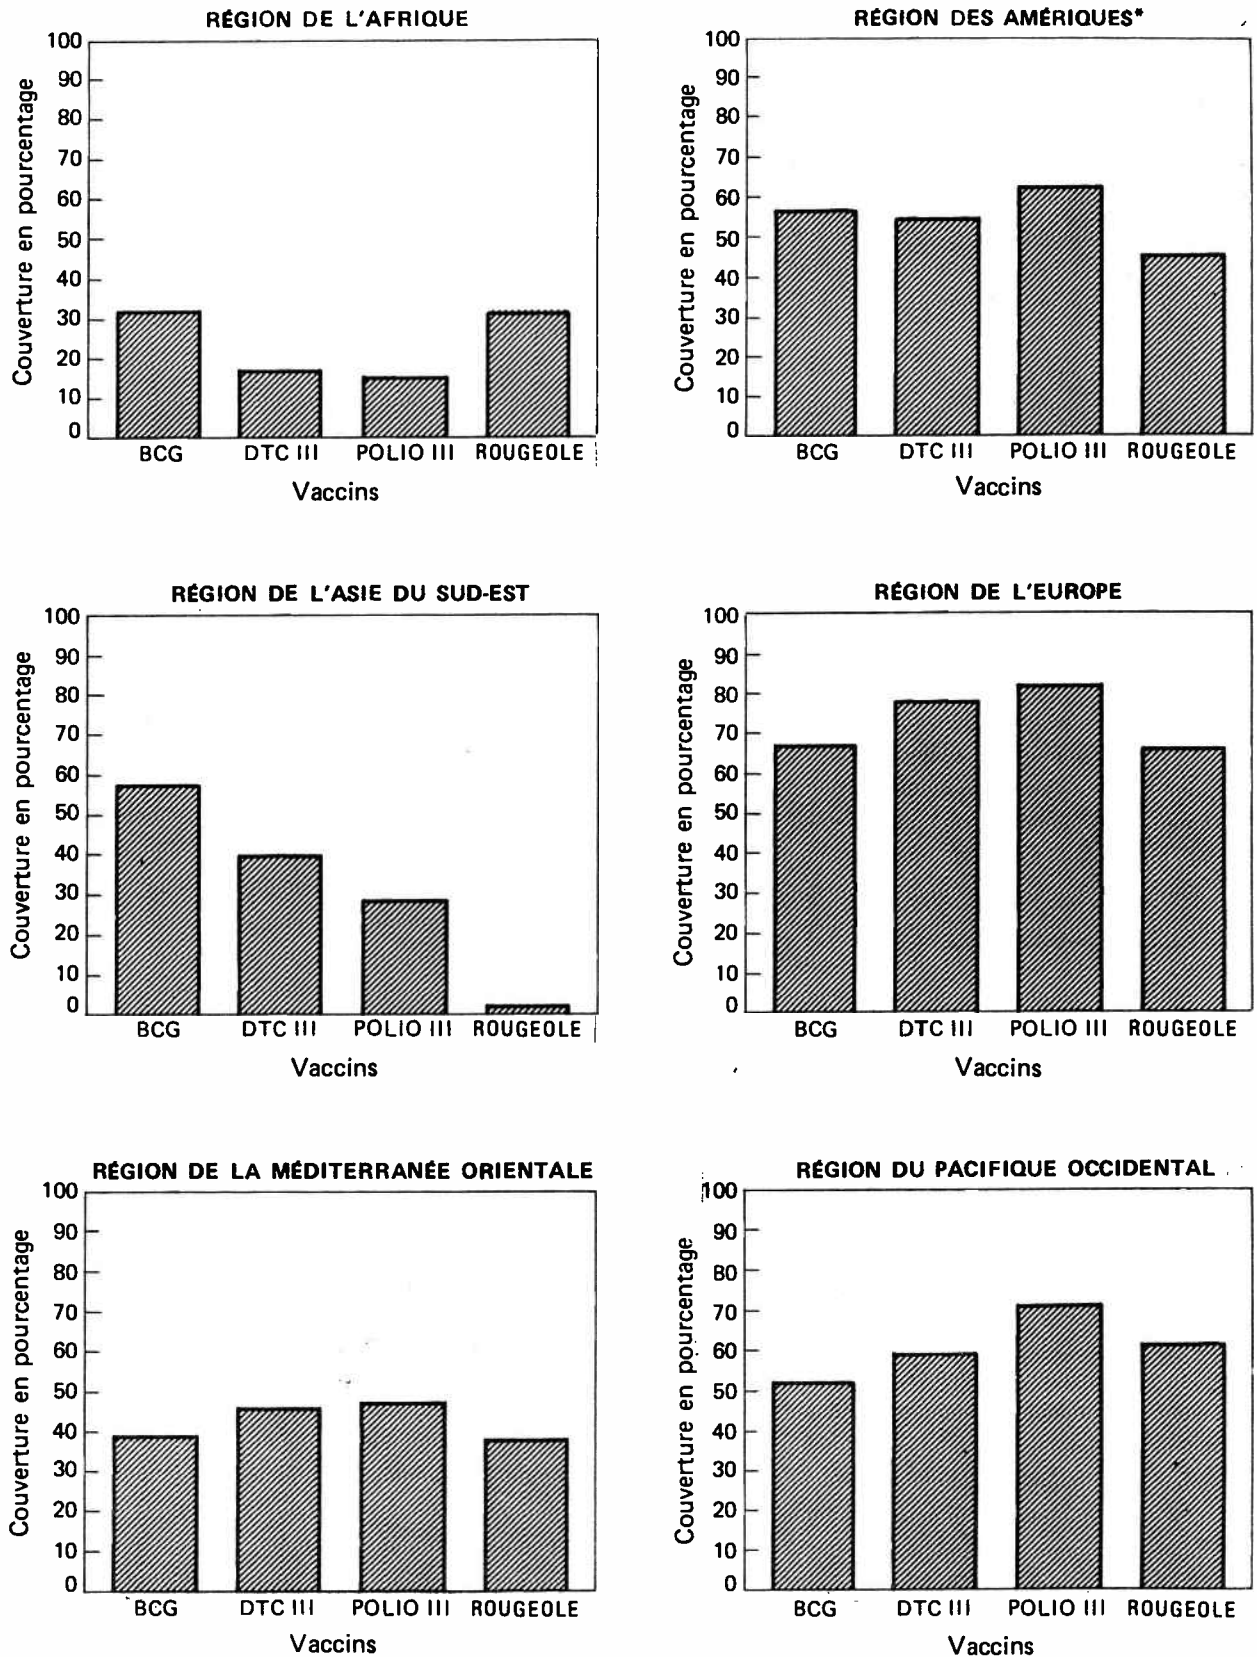 RÉGION DE L'AFRIQUE
100
90
80
70
60
50
40
30
20
10
0
Couverture en pourcentage
BCG DTC III POLIO III ROUGEOLE
Vaccins
RÉGION DES AMÉRIQUES*
100
90
80
70
60
50
40
30
20
10
0
Couverture en pourcentage
BCG DTC III POLIO III ROUGEOLE
Vaccins
RÉGION DE L'ASIE DU SUD-EST
100
90
80
70
60
50
40
30
20
10
0
Couverture en pourcentage
BCG DTC III POLIO III ROUGEOLE
Vaccins
RÉGION DE L'EUROPE
100
90
80
70
60
50
40
30
20
10
0
Couverture en pourcentage
BCG DTC III POLIO III ROUGEOLE
Vaccins
RÉGION DE LA MÉDITERRANÉE ORIENTALE
100
90
80
70
60
50
40
30
20
10
0
Couverture en pourcentage
BCG DTC III POLIO III ROUGEOLE
Vaccins
RÉGION DU PACIFIQUE OCCIDENTAL
100
90
80
70
60
50
40
30
20
10
0
Couverture en pourcentage
BCG DTC III POLIO III ROUGEOLE
Vaccins